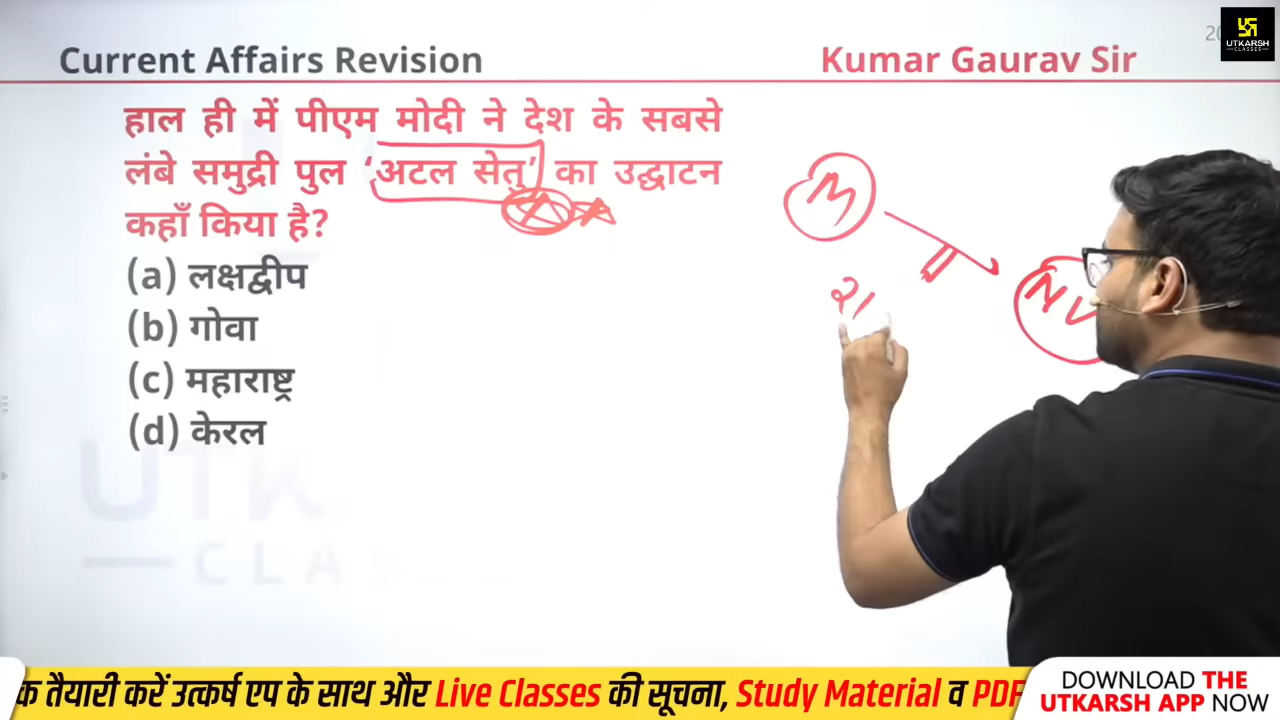 UTKARSH
CLASSES
Current Affairs Revision
Kumar Gaurav Sir
हाल ही में पीएम मोदी ने देश के सबसे
लंबे समुद्री पुल ‘अटल सेतु’ का उद्घाटन
कहाँ किया है?
(a) लक्षद्वीप
(b) गोवा
(c) महाराष्ट्र
(d) केरल
M
NV
CLAS
तैयारी करें उत्कर्ष एप के साथ और Live Classes की सूचना, Study Material व PDF
DOWNLOAD THE
UTKARSH APP NOW